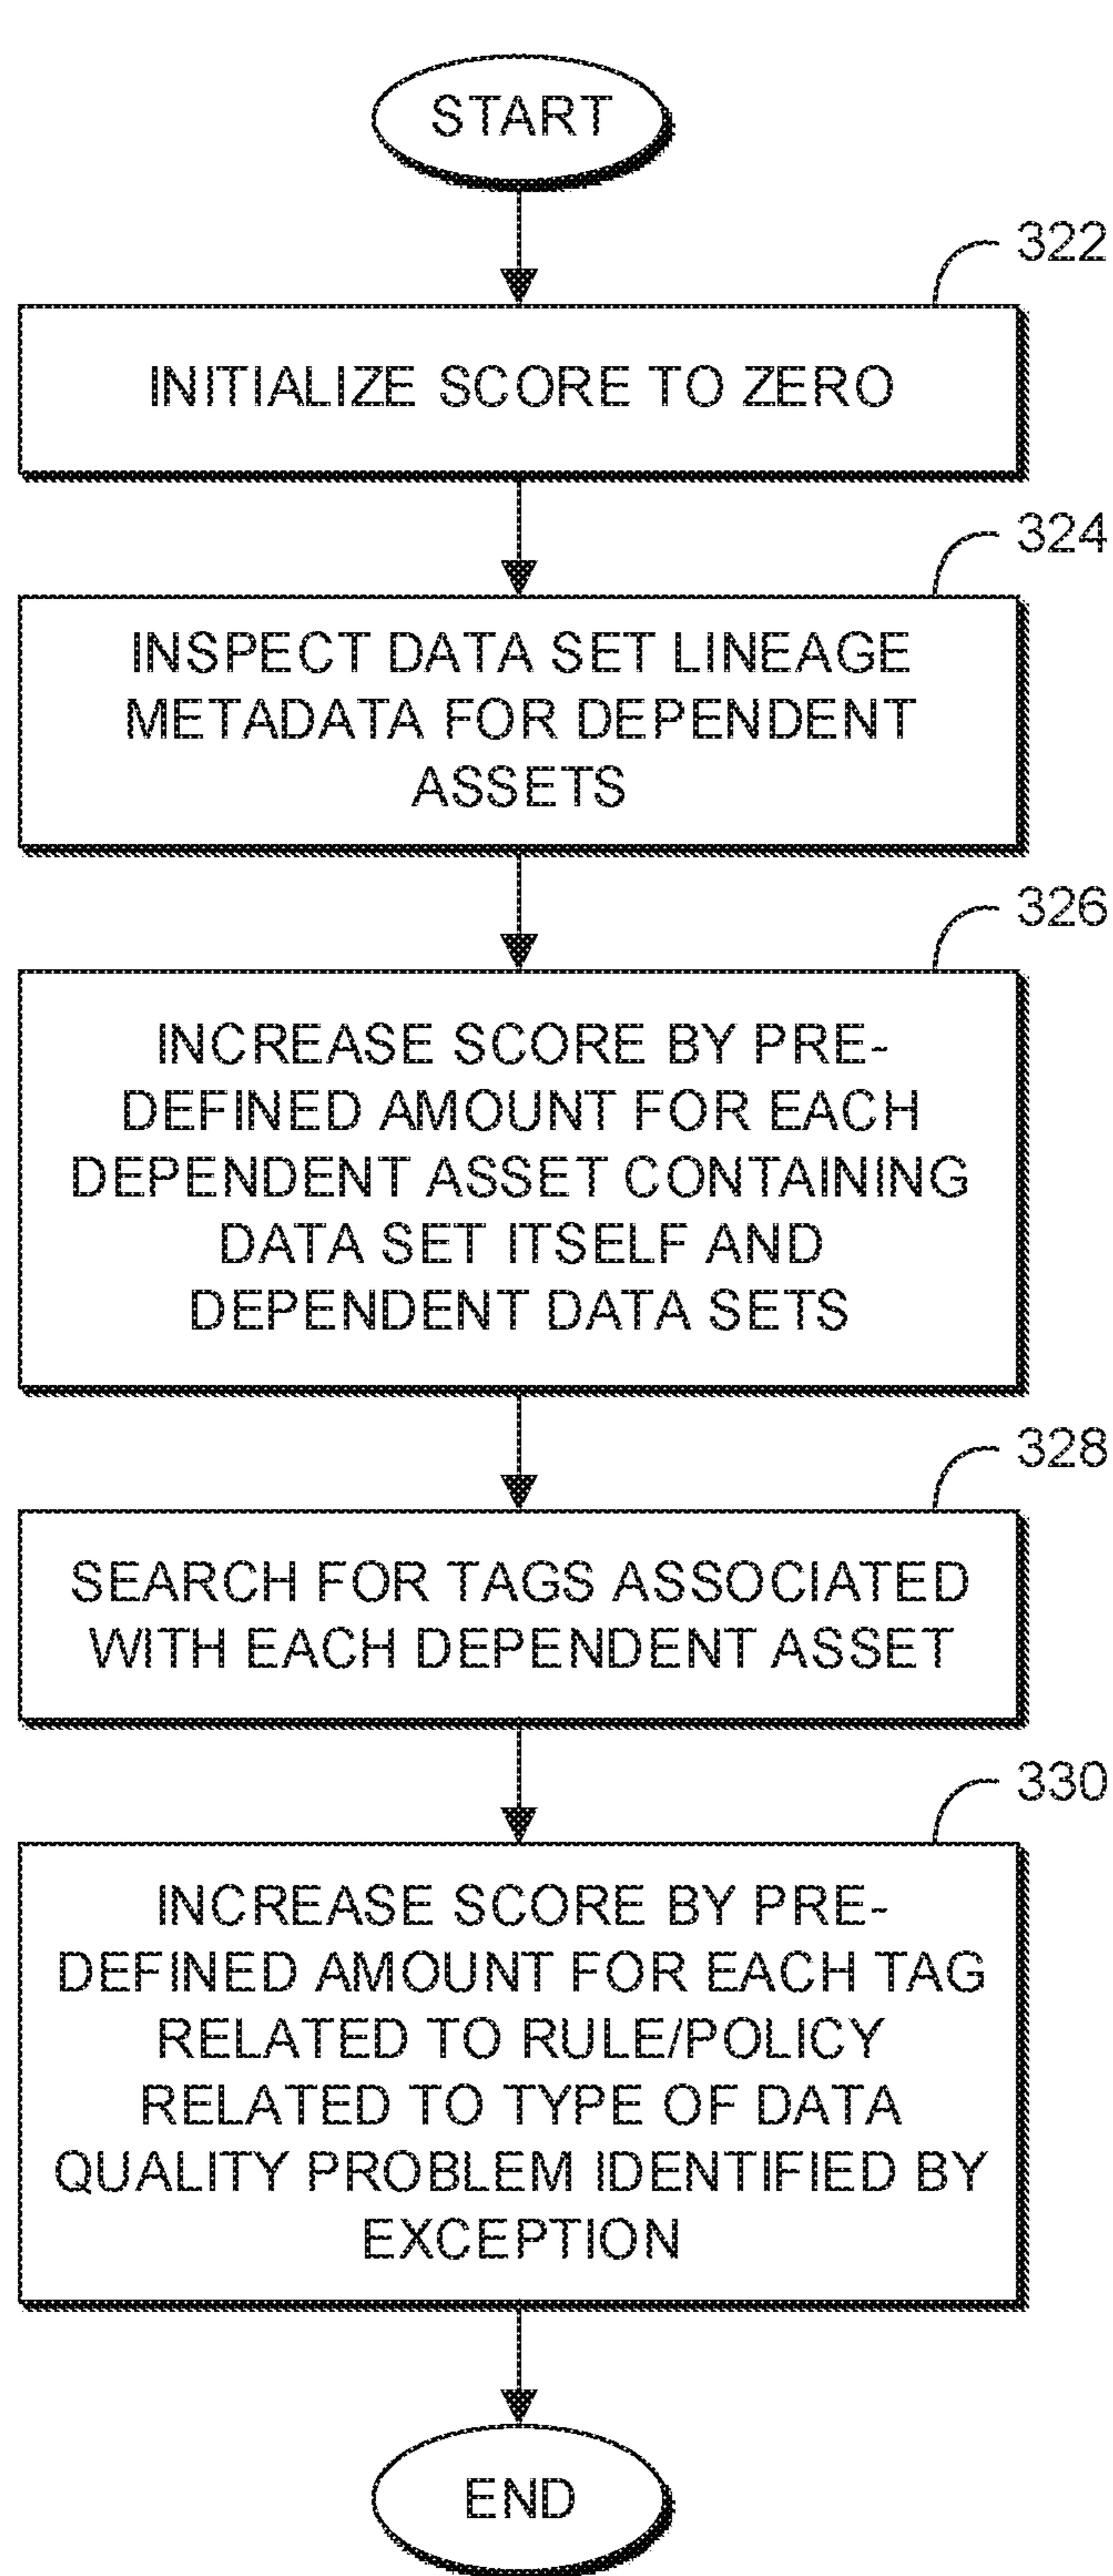 START
322
INITIALIZE SCORE TO ZERO
324
INSPECT DATA SET LINEAGE
METADATA FOR DEPENDENT
ASSETS
326
INCREASE SCORE BY PRE-
DEFINED AMOUNT FOR EACH
DEPENDENT ASSET CONTAINING
DATA SET ITSELF AND
DEPENDENT DATA SETS
328
SEARCH FOR TAGS ASSOCIATED
WITH EACH DEPENDENT ASSET
330
INCREASE SCORE BY PRE-
DEFINED AMOUNT FOR EACH TAG
RELATED TO RULE/POLICY
RELATED TO TYPE OF DATA
QUALITY PROBLEM IDENTIFIED BY
EXCEPTION
END